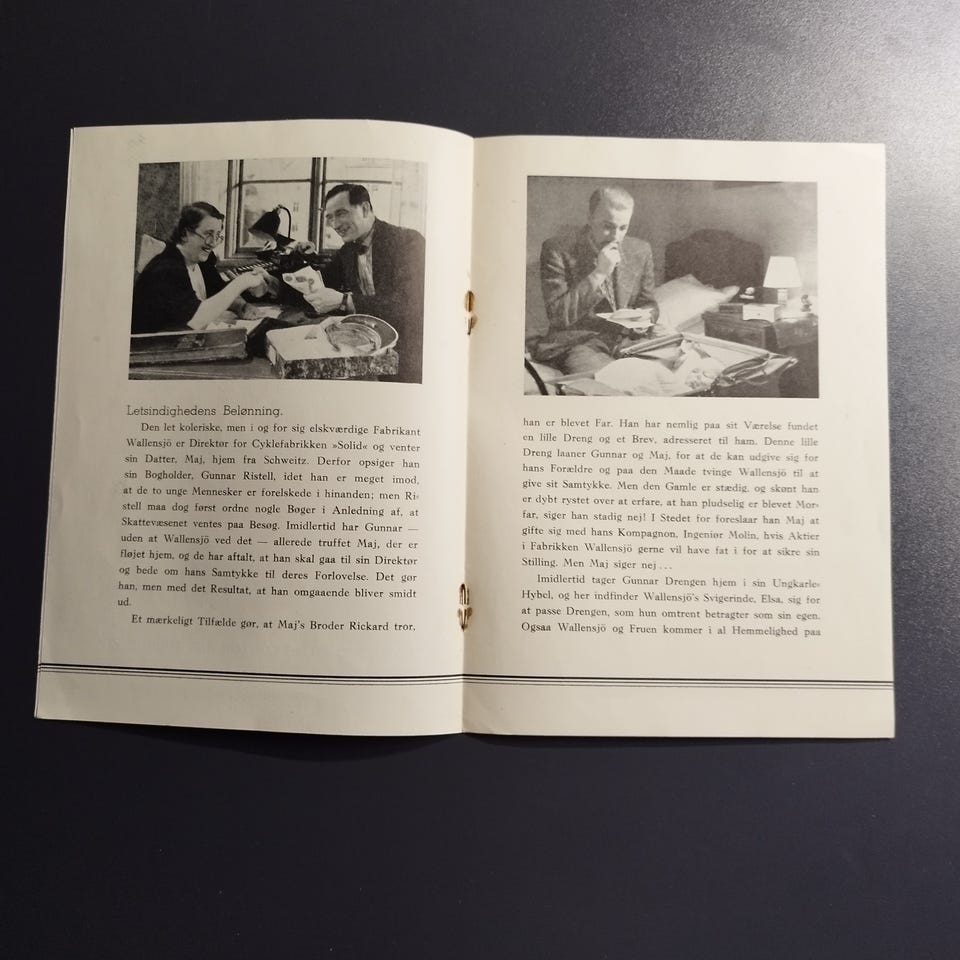 Letsindighedens Belønning.
Den let koleriske, men i og for sig elskværdige Fabrikant
Wallensjö er Direktør for Cyklefabrikken »Solid« og venter
sin Datter, Maj, hjem fra Schweitz. Derfor opsiger han
sin Bogholder, Gunnar Ristell, idet han er meget imod,
at de to unge Mennesker er forelskede i hinanden; men Ri-
stell maa dog først ordne nogle Bøger i Anledning af, at
Skattevæsenet ventes paa Besøg. Imidlertid har Gunnar —
uden at Wallensjö ved det — allerede truffet Maj, der er
fløjet hjem, og de har aftalt, at han skal gaa til sin Direktør
og bede om hans Samtykke til deres Forlovelse. Det gør
han, men med det Resultat, at han omgaaende bliver smidt
ud.
Et mærkeligt Tilfælde gør, at Maj's Broder Rickard tror,
han er blevet Far. Han har nemlig paa sit Værelse fundet
en lille Dreng og et Brev, adresseret til ham. Denne lille
Dreng laaner Gunnar og Maj, for at de kan udgive sig for
hans Forældre og paa den Maade tvinge Wallensjö til at
give sit Samtykke. Men den Gamle er stædig, og skønt han
er dybt rystet over at erfare, at han pludselig er blevet Mor-
far, siger han stadig nej! I Stedet for foreslaar han Maj at
gifte sig med hans Kompagnon, Ingeniør Molin, hvis Aktier
i Fabrikken Wallensjö gerne vil have fat i for at sikre sin
Stilling. Men Maj siger nej ...
Imidlertid tager Gunnar Drengen hjem i sin Ungkarle-
Hybel, og her indfinder Wallensjö's Svigerinde, Elsa, sig for
at passe Drengen, som hun omtrent betragter som sin egen.
Ogsaa Wallensjö og Fruen kommer i al Hemmelighed paa